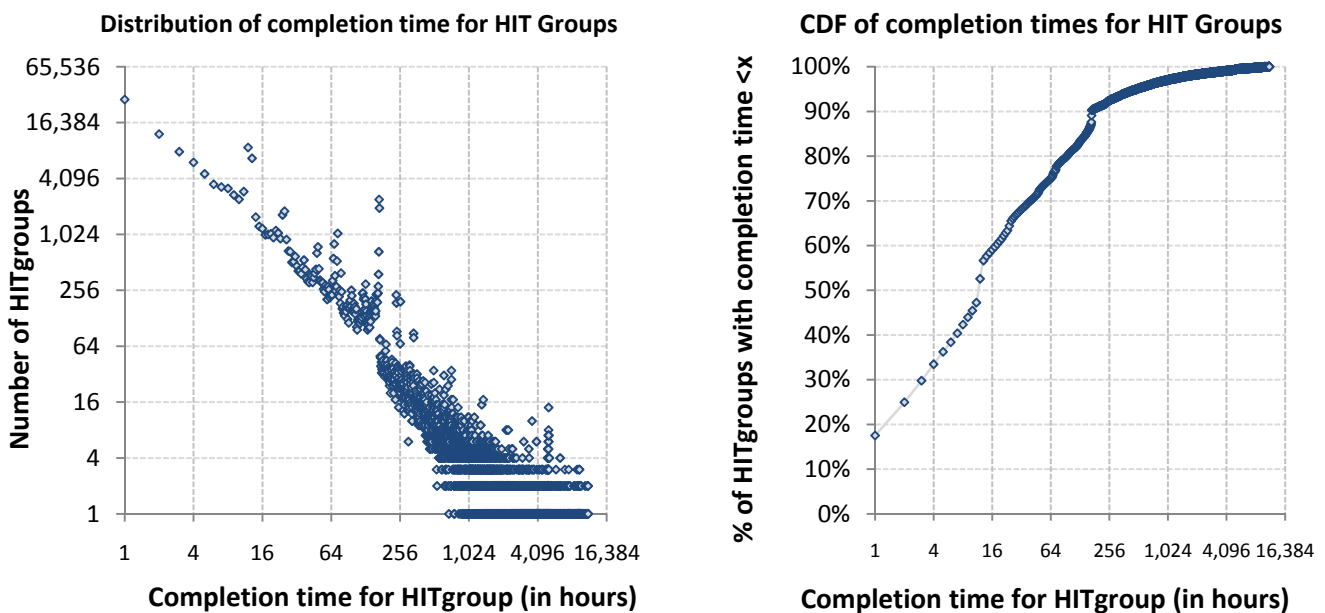 Distribution of completion time for HIT Groups
Number of HITgroups
65,536
16,384
4,096
1,024
256
64
16
4
1
1 4 16 64 256 1,024 4,096 16,384
Completion time for HITgroup (in hours)
CDF of completion times for HIT Groups
% of HITgroups with completion time <x
100%
90%
80%
70%
60%
50%
40%
30%
20%
10%
0%
1 4 16 64 256 1,024 4,096 16,384
Completion time for HITgroup (in hours)